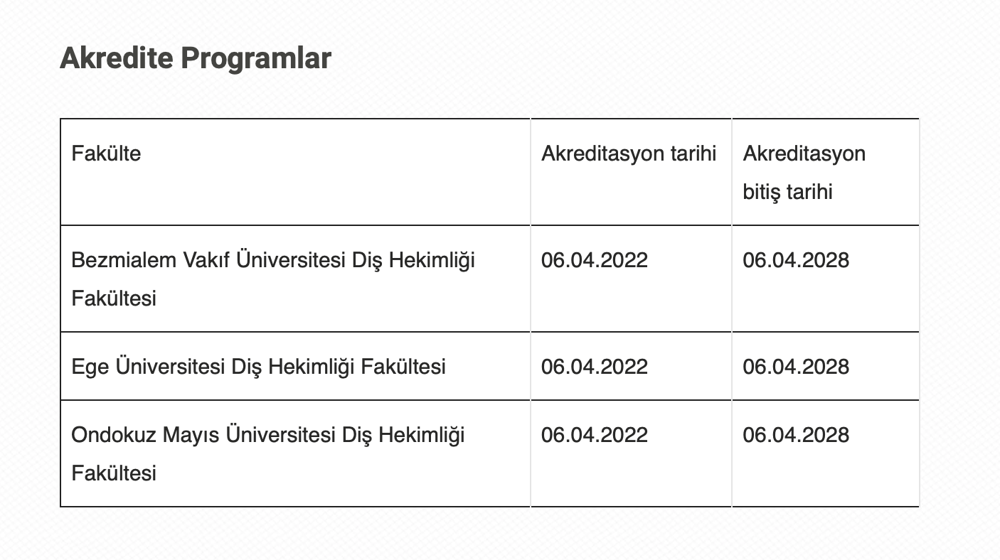 Akredite Programlar
Fakülte
Akreditasyon tarihi
Akreditasyon
bitiş tarihi
Bezmialem Vakıf Üniversitesi Diş Hekimliği
Fakültesi
06.04.2022
06.04.2028
Ege Üniversitesi Diş Hekimliği Fakültesi
06.04.2022
06.04.2028
Ondokuz Mayıs Üniversitesi Diş Hekimliği
Fakültesi
06.04.2022
06.04.2028